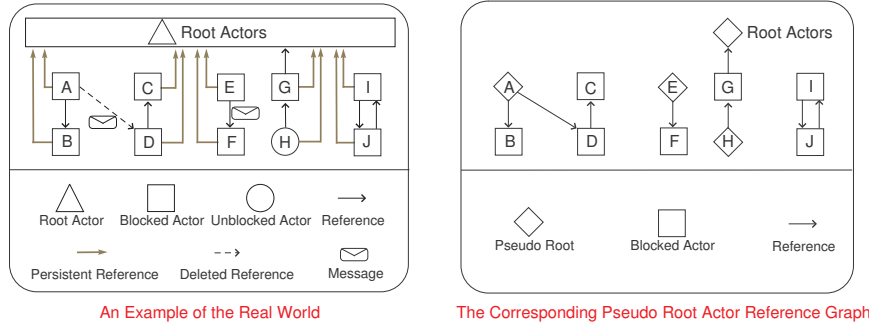 Root Actors
A
C
E
G
I
B
D
F
H
J
Root Actor
Blocked Actor
Unblocked Actor
Reference
Persistent Reference
Deleted Reference
Message
An Example of the Real World
Root Actors
A
C
E
G
I
B
D
F
H
J
Pseudo Root
Blocked Actor
Reference
The Corresponding Pseudo Root Actor Reference Graph